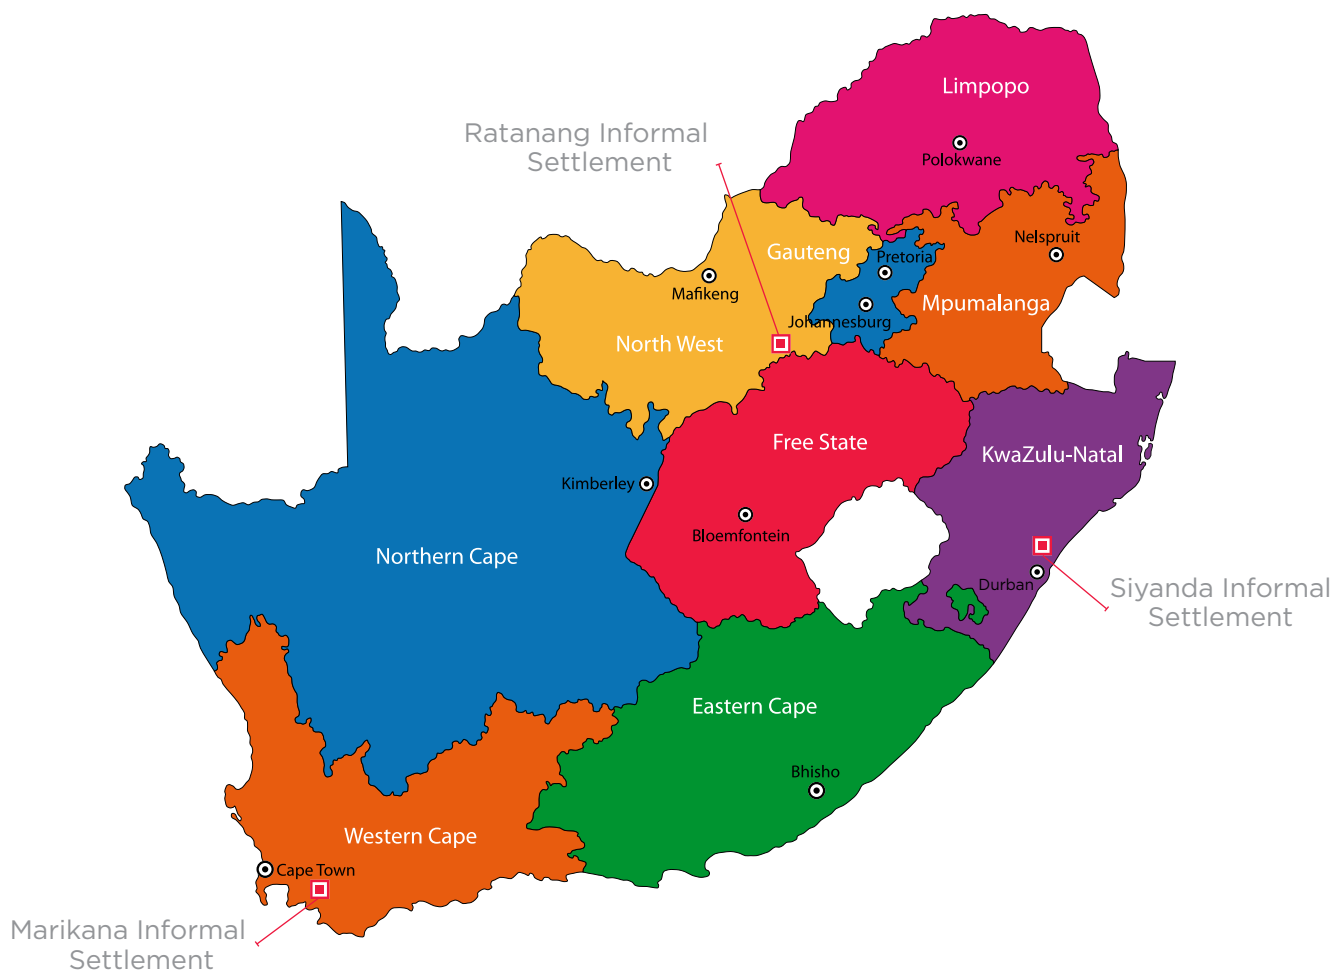 Limpopo
Ratanang Informal
Settlement
Polokwane
Nelspruit
Gauteng
Pretoria
Mafikeng
Mpumalanga
Johannesburg
North West
Free State
KwaZulu-Natal
Kimberley
Bloemfontein
Northern Cape
Durban
Siyanda Informal
Settlement
Eastern Cape
Bhisho
Western Cape
Cape Town
Marikana Informal
Settlement